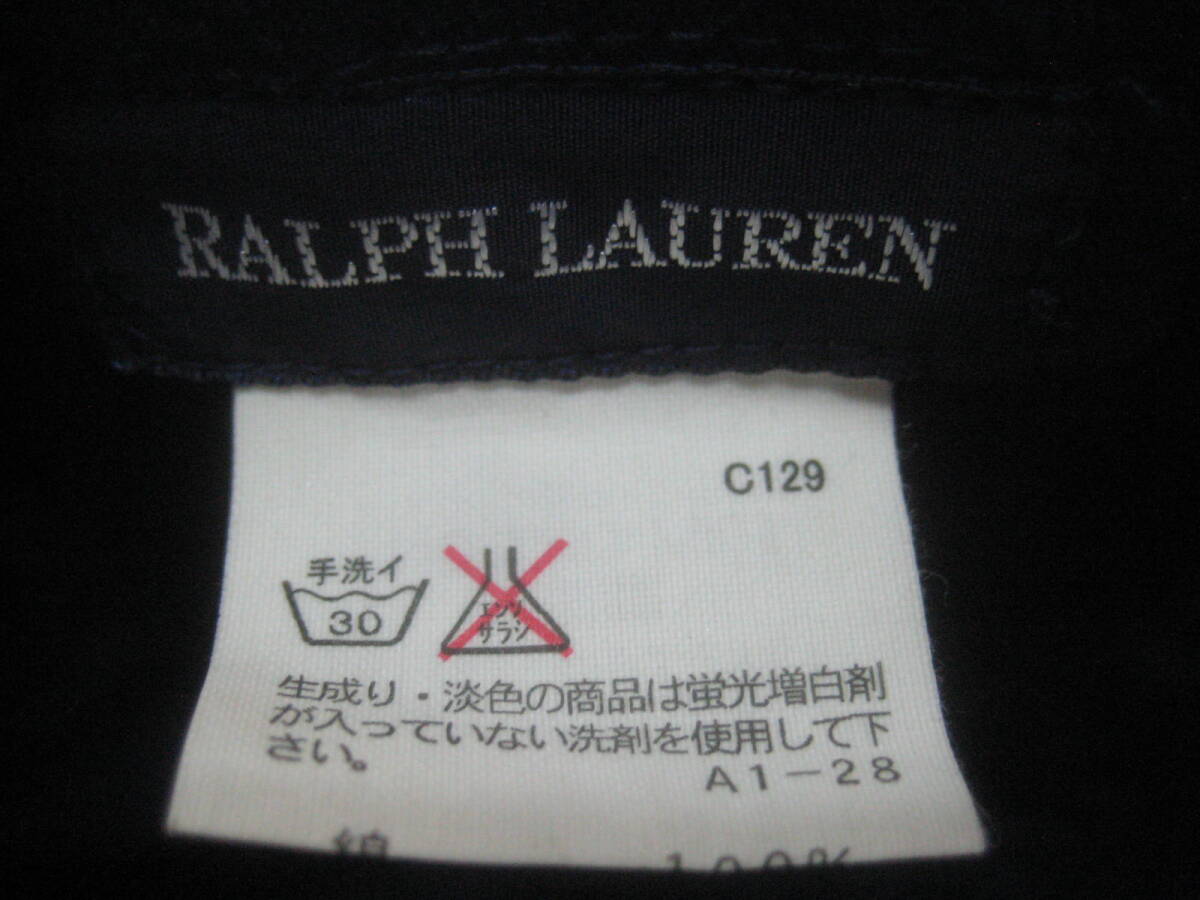 RALPH LAUREN
C129
手洗イ
30
エンソ
サラシ
生成り・淡色の商品は蛍光増白剤
が入っていない洗剤を使用して下
さい。
A1-28
綿 100%